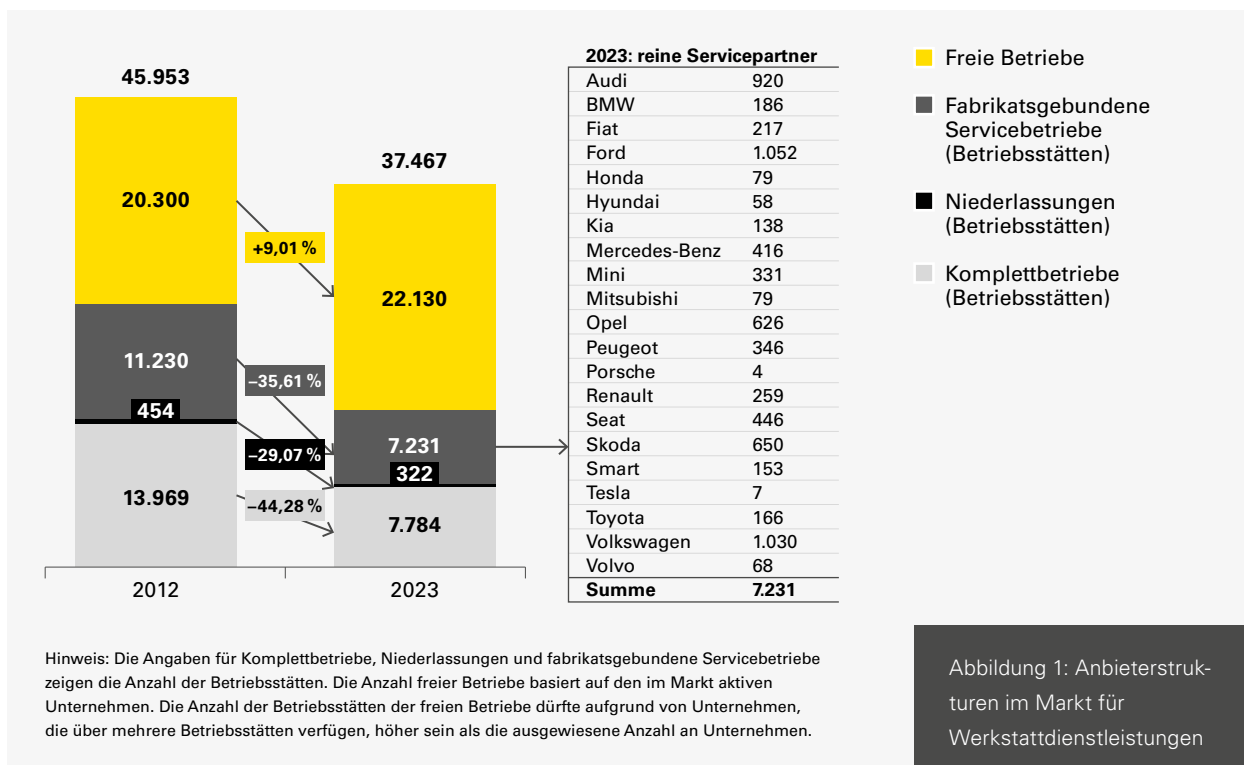 45.953
20.300
11.230
454
13.969
2012
+9,01 %
–35,61 %
–29,07 %
–44,28 %
37.467
22.130
7.231
322
7.784
2023
2023: reine Servicepartner
Audi 920
BMW 186
Fiat 217
Ford 1.052
Honda 79
Hyundai 58
Kia 138
Mercedes-Benz 416
Mini 331
Mitsubishi 79
Opel 626
Peugeot 346
Porsche 4
Renault 259
Seat 446
Skoda 650
Smart 153
Tesla 7
Toyota 166
Volkswagen 1.030
Volvo 68
Summe 7.231
Freie Betriebe
Fabrikatsgebundene
Servicebetriebe
(Betriebsstätten)
Niederlassungen
(Betriebsstätten)
Komplettbetriebe
(Betriebsstätten)
Hinweis: Die Angaben für Komplettbetriebe, Niederlassungen und fabrikatsgebundene Servicebetriebe
zeigen die Anzahl der Betriebsstätten. Die Anzahl freier Betriebe basiert auf den im Markt aktiven
Unternehmen. Die Anzahl der Betriebsstätten der freien Betriebe dürfte aufgrund von Unternehmen,
die über mehrere Betriebsstätten verfügen, höher sein als die ausgewiesene Anzahl an Unternehmen.
Abbildung 1: Anbieterstruk-
turen im Markt für
Werkstattdienstleistungen